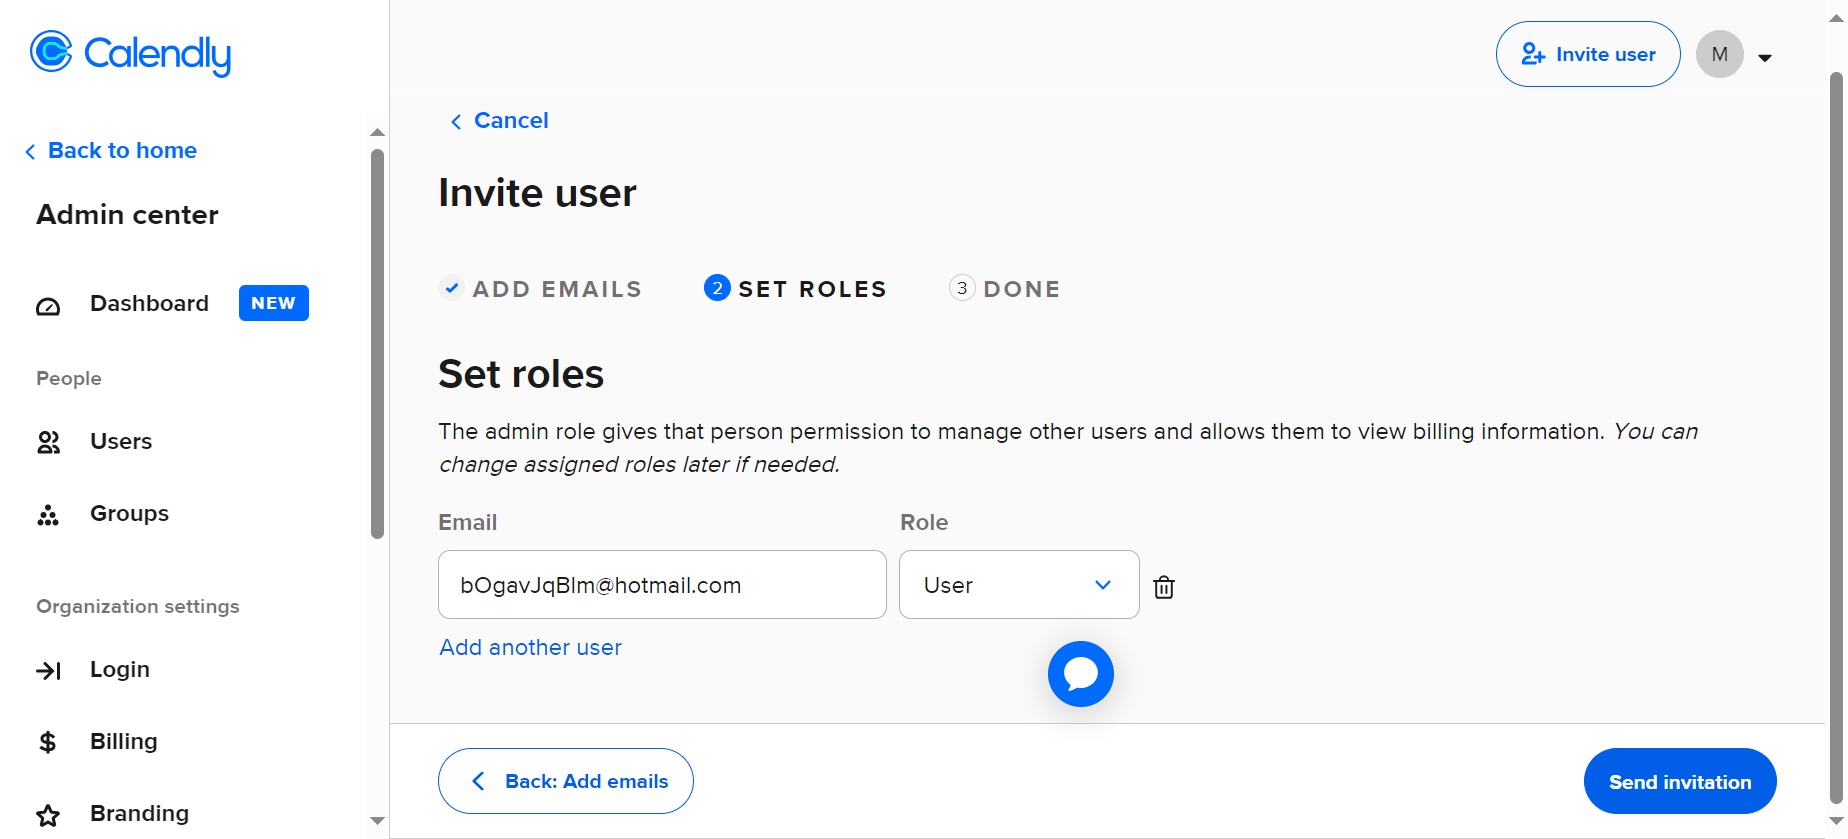 Calendly
Back to home
Admin center
Dashboard
NEW
People
Users
Groups
Organization settings
Login
Billing
Branding
Invite user
M
Cancel
Invite user
ADD EMAILS
2 SET ROLES
3 DONE
Set roles
The admin role gives that person permission to manage other users and allows them to view billing information. You can
change assigned roles later if needed.
Email
Role
bOgavJqBlm@hotmail.com
User
Add another user
Back: Add emails
Send invitation